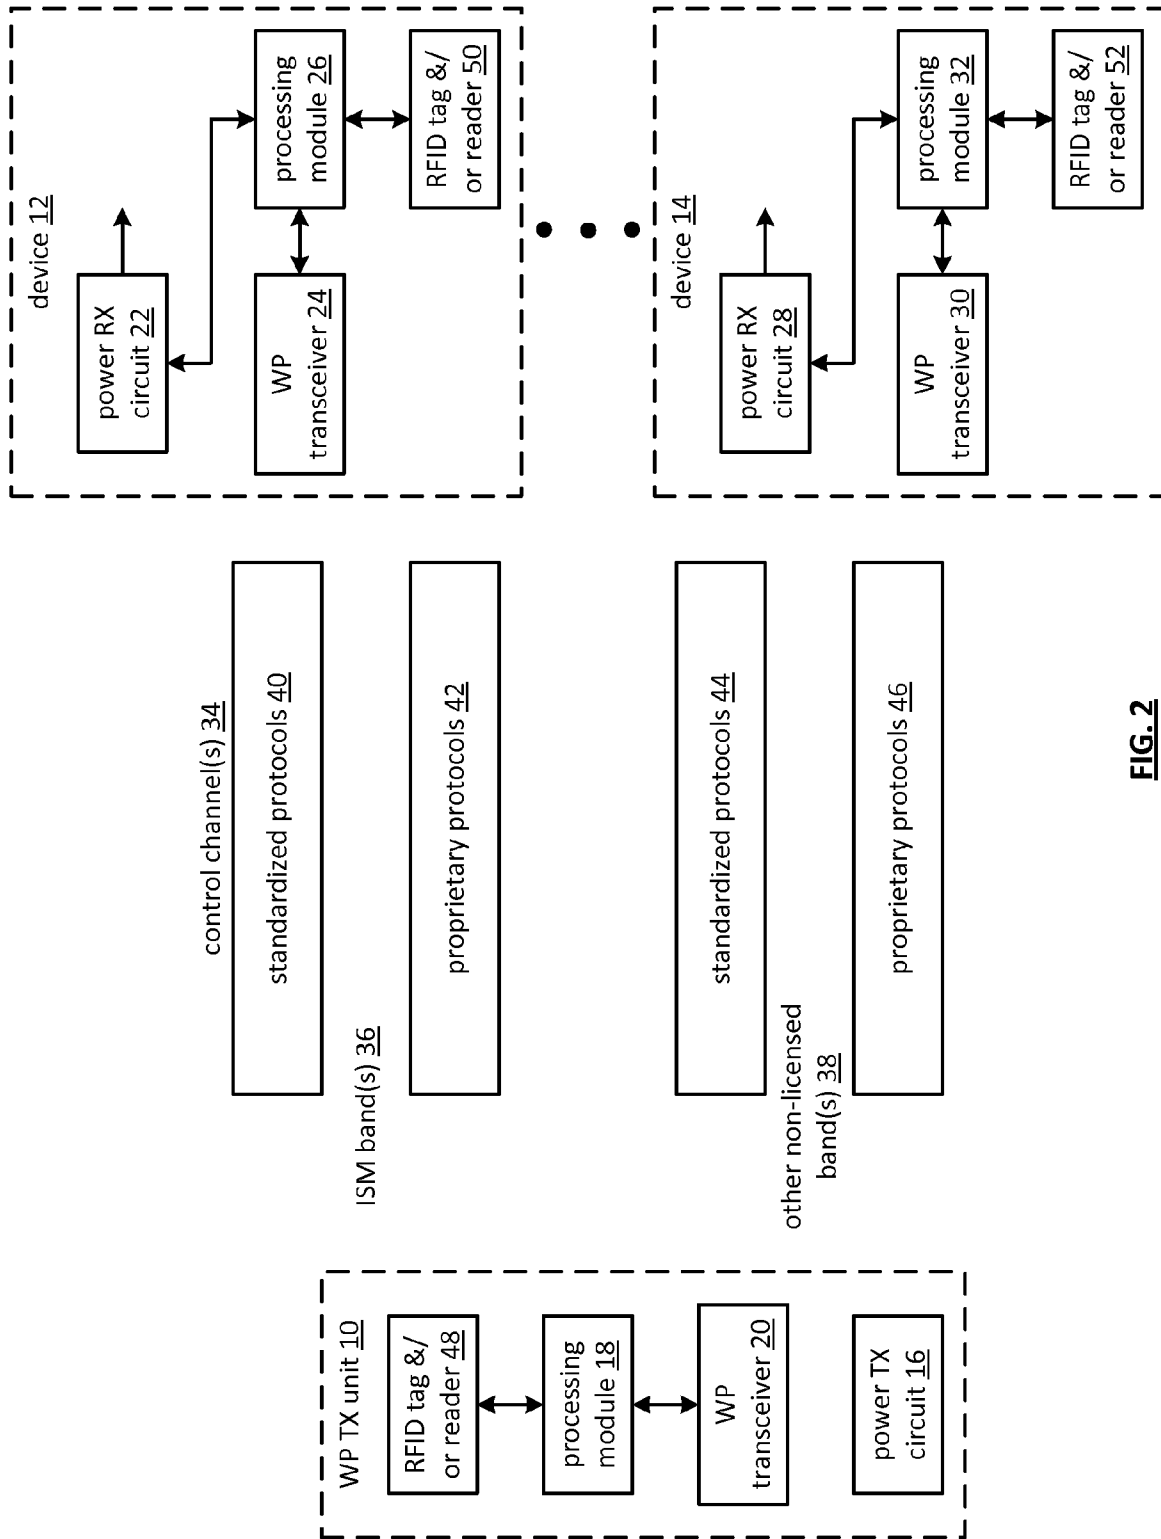 WP TX unit 10
RFID tag &/
or reader 48
processing
module 18
WP
transceiver 20
power TX
circuit 16
control channel(s) 34
standardized protocols 40
ISM band(s) 36
proprietary protocols 42
standardized protocols 44
other non-licensed
band(s) 38
proprietary protocols 46
device 12
power RX
circuit 22
WP
transceiver 24
processing
module 26
RFID tag &/
or reader 50
device 14
power RX
circuit 28
WP
transceiver 30
processing
module 32
RFID tag &/
or reader 52
FIG. 2